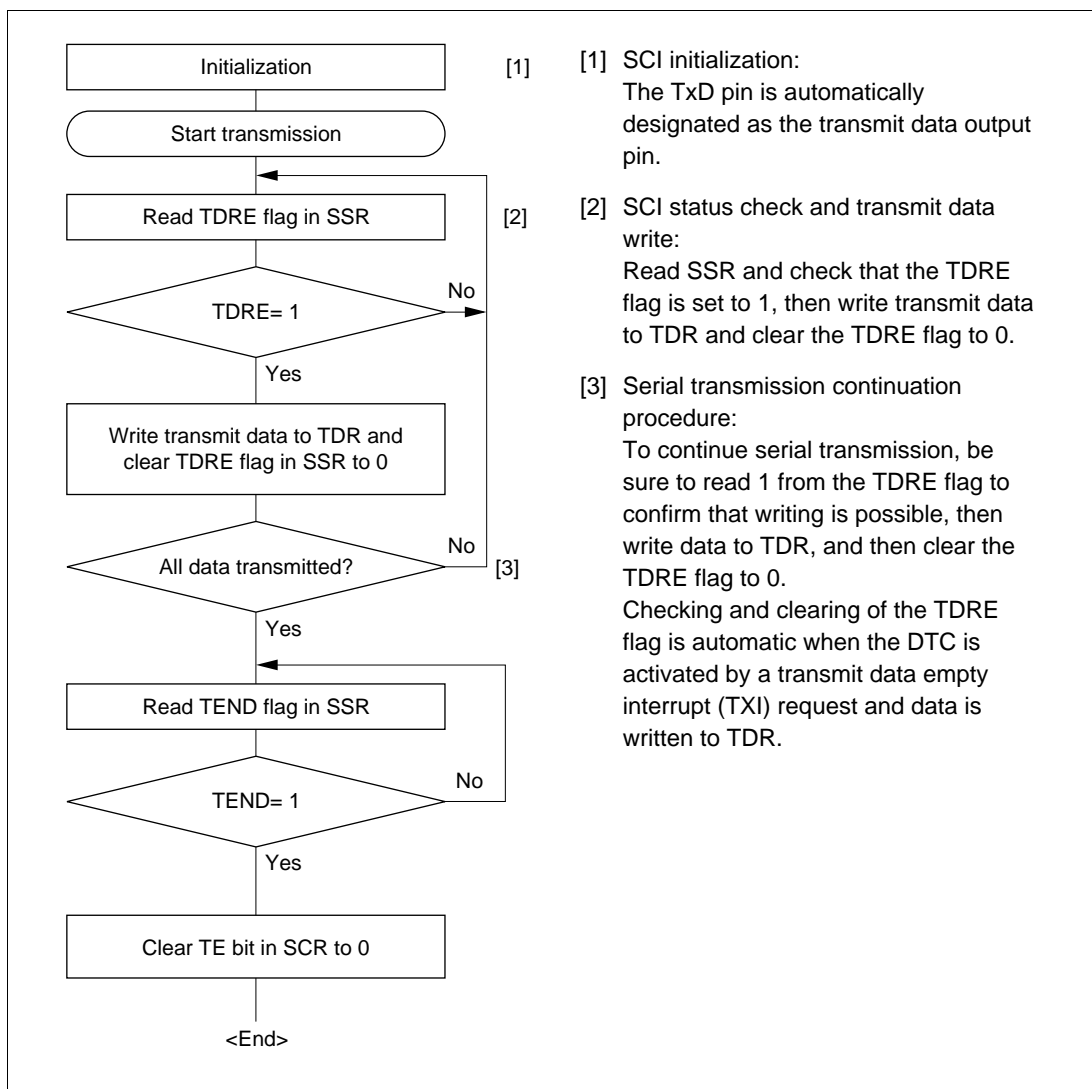 Initialization
[1]
Start transmission
Read TDRE flag in SSR
[2]
TDRE= 1
No
Yes
Write transmit data to TDR and
clear TDRE flag in SSR to 0
All data transmitted?
No
[3]
Yes
Read TEND flag in SSR
TEND= 1
No
Yes
Clear TE bit in SCR to 0
<End>
[1] SCI initialization:
The TxD pin is automatically
designated as the transmit data output
pin.
[2] SCI status check and transmit data
write:
Read SSR and check that the TDRE
flag is set to 1, then write transmit data
to TDR and clear the TDRE flag to 0.
[3] Serial transmission continuation
procedure:
To continue serial transmission, be
sure to read 1 from the TDRE flag to
confirm that writing is possible, then
write data to TDR, and then clear the
TDRE flag to 0.
Checking and clearing of the TDRE
flag is automatic when the DTC is
activated by a transmit data empty
interrupt (TXI) request and data is
written to TDR.